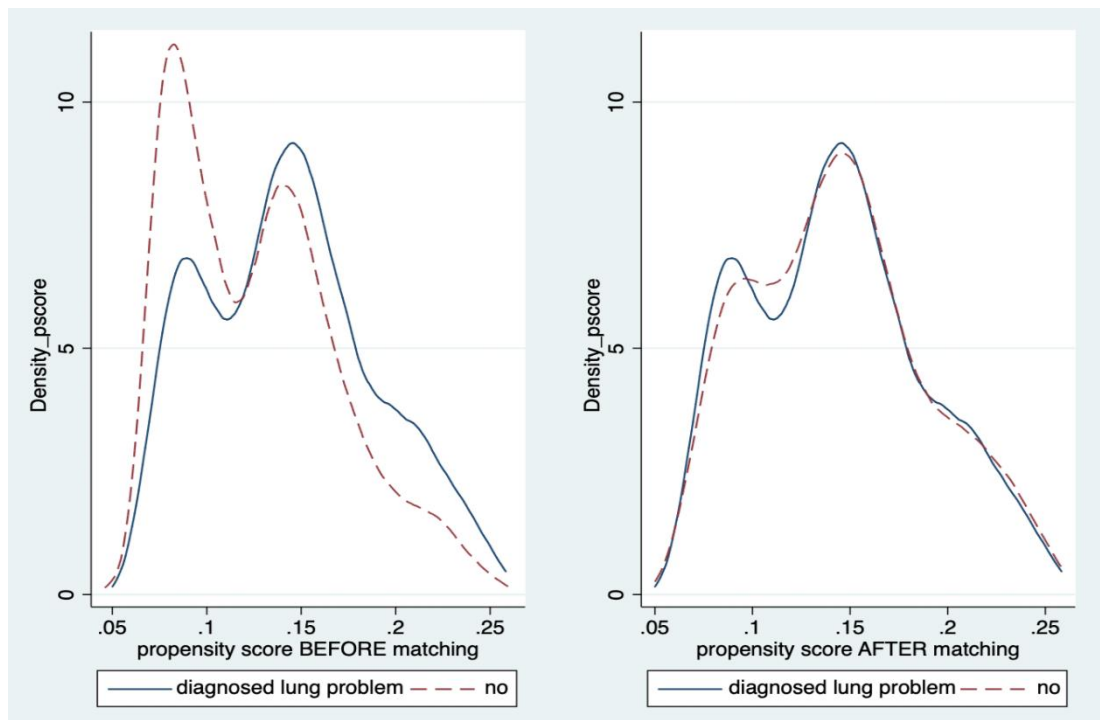 Density_pscore
10
5
0
.05 .1 .15 .2 .25
propensity score BEFORE matching
diagnosed lung problem no
Density_pscore
10
5
0
.05 .1 .15 .2 .25
propensity score AFTER matching
diagnosed lung problem no